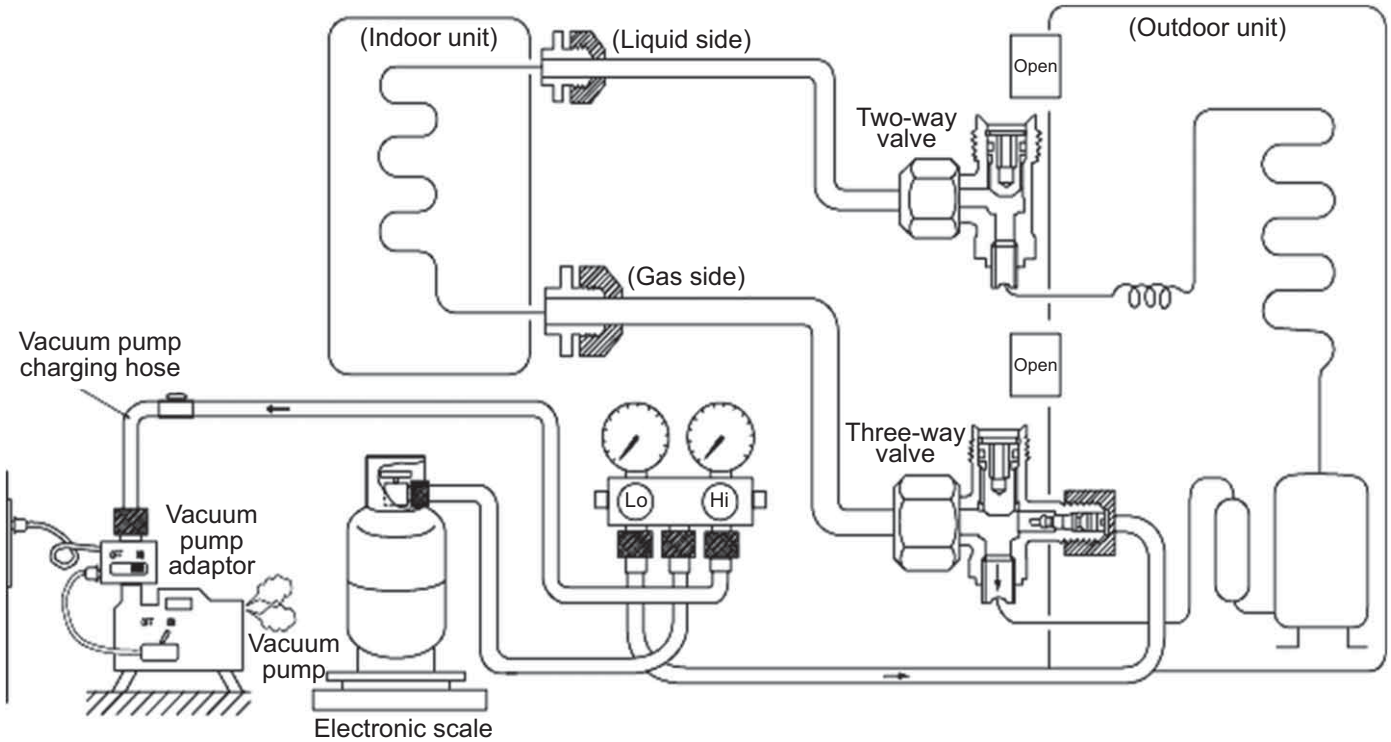 (Indoor unit)
(Liquid side)
Open
(Outdoor unit)
Two-way
valve
(Gas side)
Open
Vacuum pump
charging hose
Three-way
valve
Lo
Hi
Vacuum
pump
adaptor
Vacuum
pump
Electronic scale